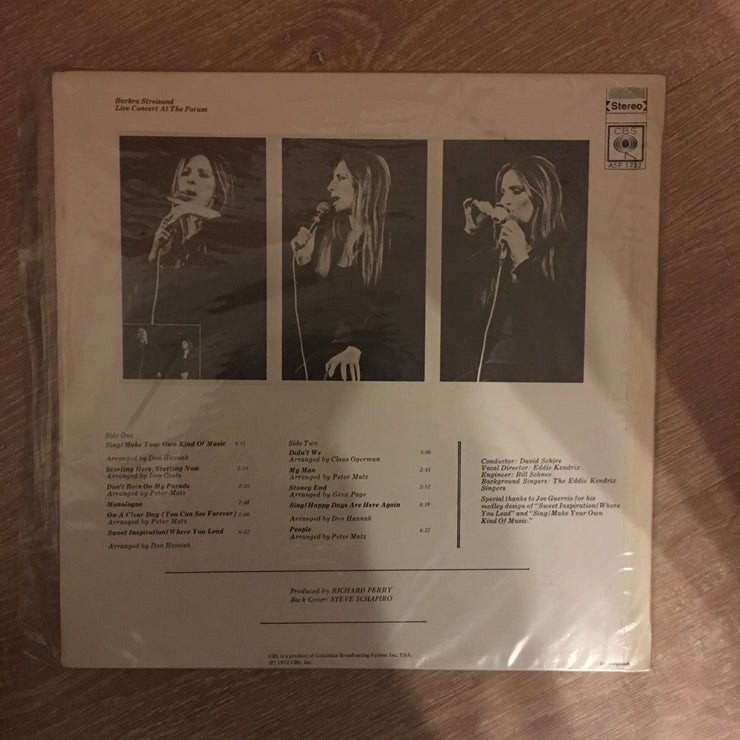 Barbra Streisand
Live Concert At The Forum
Stereo
CBS
ASF 1732
Side One
Sing/Make Your Own Kind Of Music 4:15
Arranged by Don Hannah
Starting Here, Starting Now 2:55
Arranged by Don Costa
Don't Rain On My Parade 2:20
Arranged by Peter Matz
Monologue 2:48
On A Clear Day (You Can See Forever) 2:08
Arranged by Peter Matz
Sweet Inspiration/Where You Lead 6:22
Arranged by Don Hannah
Side Two
Didn't We 3:00
Arranged by Claus Ogerman
My Man 2:45
Arranged by Peter Matz
Stoney End 2:52
Arranged by Gene Page
Sing/Happy Days Are Here Again 4:18
Arranged by Don Hannah
People 4:22
Arranged by Peter Matz
Conductor: David Shire
Vocal Director: Eddie Kendrix
Engineer: Bill Schnee
Background Singers: The Eddie Kendrix
Singers
Special thanks to Joe Guercio for his
medley design of "Sweet Inspiration/Where
You Lead" and "Sing/Make Your Own
Kind Of Music."
Produced by RICHARD PERRY
Back Cover: STEVE SCHAPIRO
CBS is a product of Columbia Broadcasting System Inc. USA.
(P) 1972 CBS, Inc.